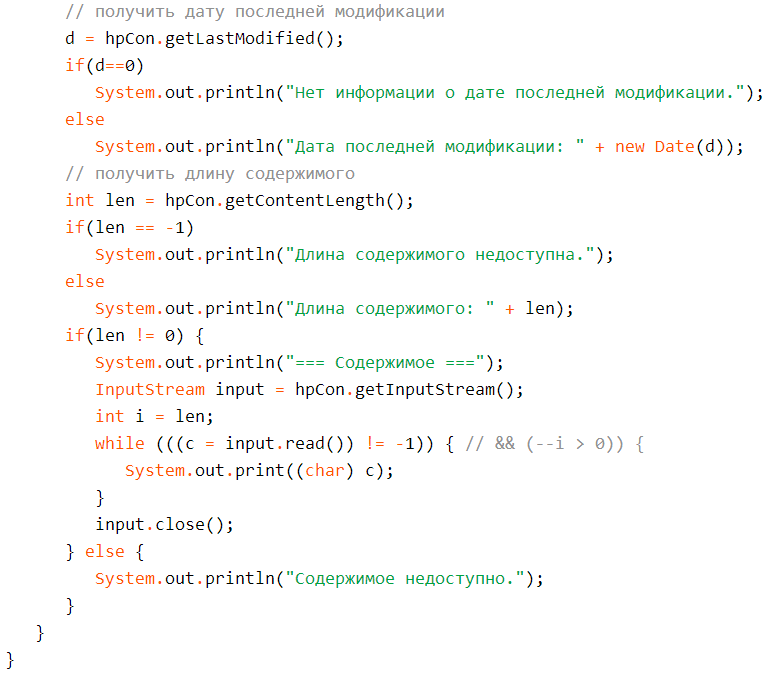 // получить дату последней модификации
d = hpCon.getLastModified();
if(d==0)
System.out.println("Нет информации о дате последней модификации.");
else
System.out.println("Дата последней модификации: " + new Date(d));
// получить длину содержимого
int len = hpCon.getContentLength();
if(len == -1)
System.out.println("Длина содержимого недоступна.");
else
System.out.println("Длина содержимого: " + len);
if(len != 0) {
System.out.println("=== Содержимое ===");
InputStream input = hpCon.getInputStream();
int i = len;
while (((c = input.read()) != -1)) { // && (--i > 0)) {
System.out.print((char) c);
}
input.close();
} else {
System.out.println("Содержимое недоступно.");
}
}
}